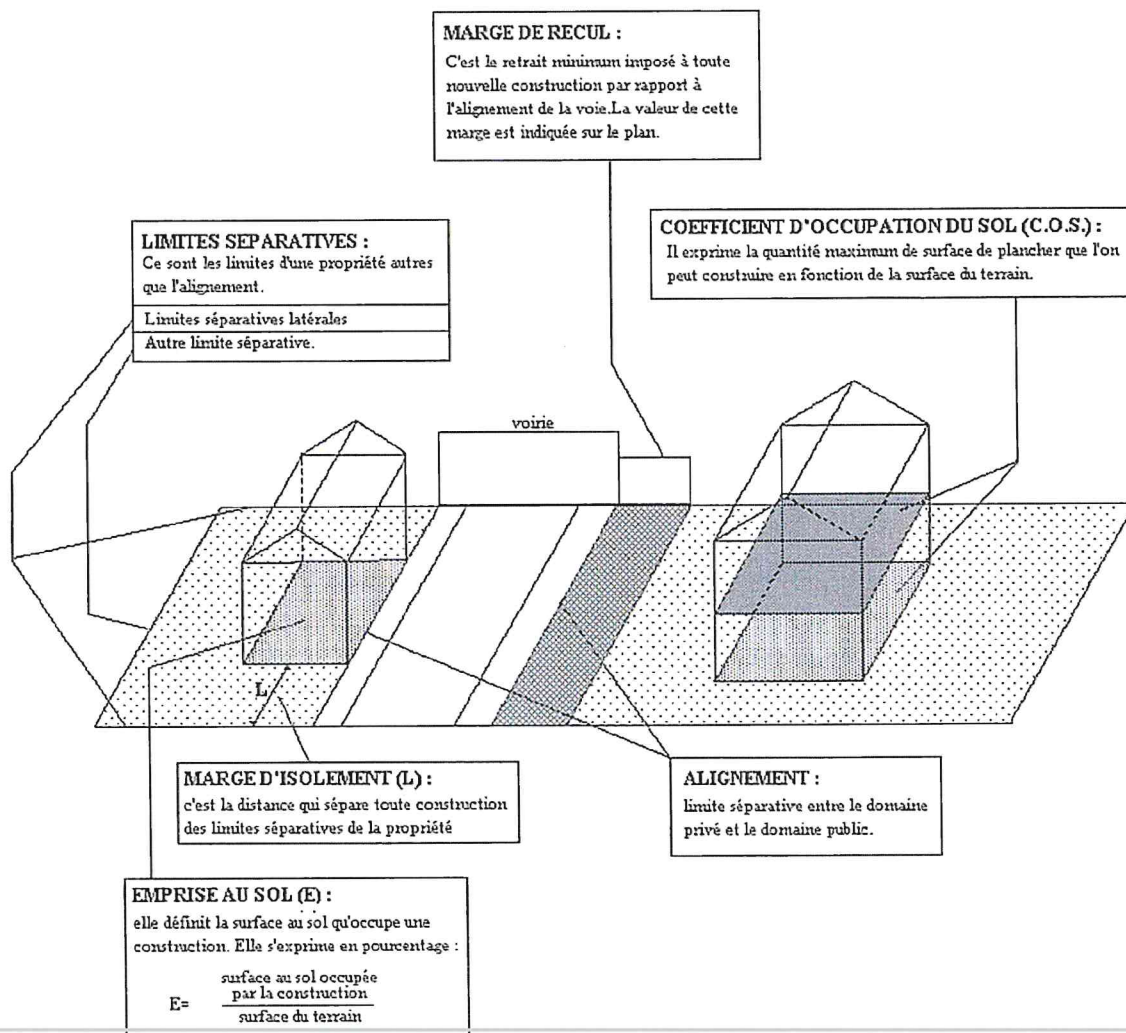 MARGE DE RECUL :
C'est le retrait minimum imposé à toute
nouvelle construction par rapport à
l'alignement de la voie.La valeur de cette
marge est indiquée sur le plan.
LIMITES SEPARATIVES :
Ce sont les limites d'une propriété autres
que l'alignement.
Limites séparatives latérales
Autre limite séparative.
COEFFICIENT D'OCCUPATION DU SOL (C.O.S.) :
Il exprime la quantité maximum de surface de plancher que l'on
peut construire en fonction de la surface du terrain.
voirie
L
MARGE D'ISOLEMENT (L) :
c'est la distance qui sépare toute construction
des limites séparatives de la propriété
ALIGNEMENT :
limite séparative entre le domaine
privé et le domaine public.
EMPRISE AU SOL (E) :
elle définit la surface au sol qu'occupe une
construction. Elle s'exprime en pourcentage :
surface au sol occupée
par la construction
E=
surface du terrain